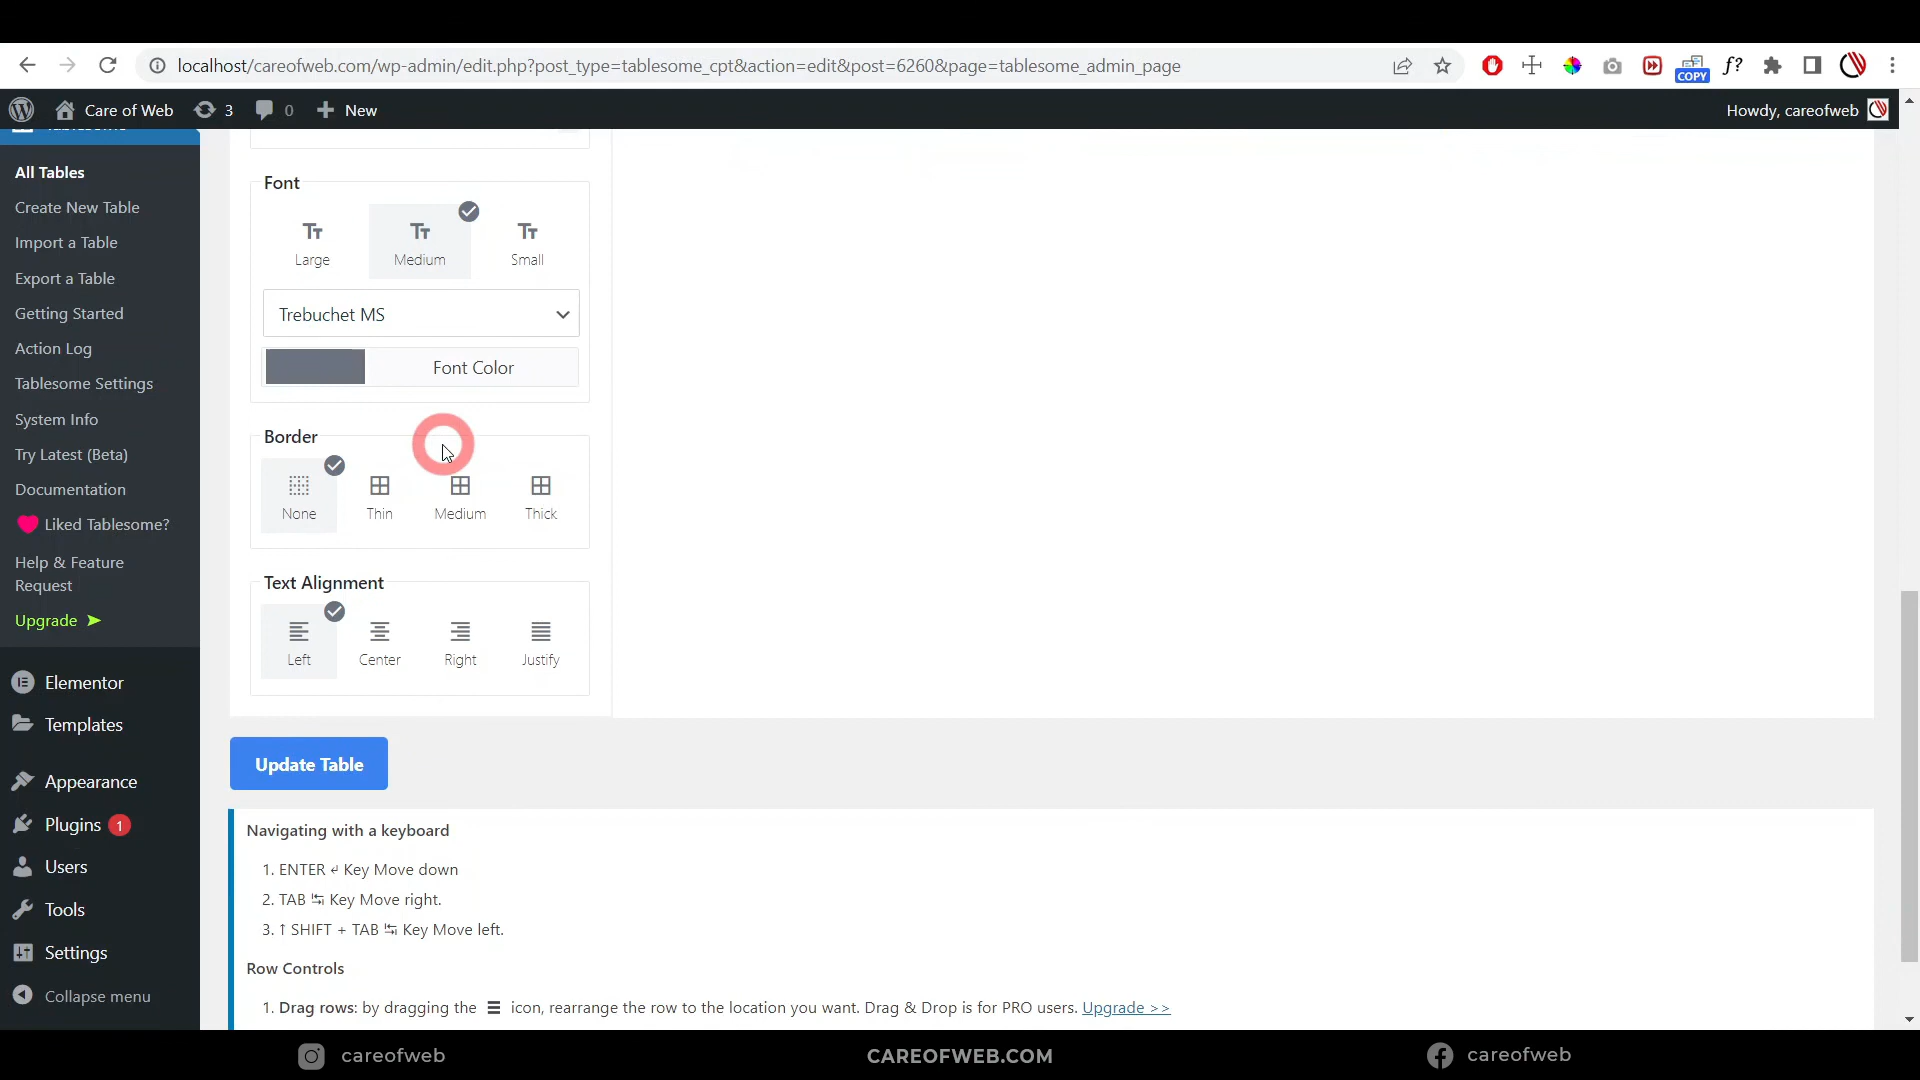 localhost/careofweb.com/wp-admin/edit.php?post_type=tablesome_cpt&action=edit&post=6260&page=tablesome_admin_page
COPY
f?
Care of Web
3
0
New
Howdy, careofweb
All Tables
Create New Table
Import a Table
Export a Table
Getting Started
Action Log
Tablesome Settings
System Info
Try Latest (Beta)
Documentation
Liked Tablesome?
Help & Feature
Request
Upgrade ➤
Elementor
Templates
Appearance
Plugins 1
Users
Tools
Settings
Collapse menu
Font
Large
Medium
Small
Trebuchet MS
Font Color
Border
None
Thin
Medium
Thick
Text Alignment
Left
Center
Right
Justify
Update Table
Navigating with a keyboard
1. ENTER ↵ Key Move down
2. TAB ↹ Key Move right.
3. ↑ SHIFT + TAB ↹ Key Move left.
Row Controls
1. Drag rows: by dragging the ☰ icon, rearrange the row to the location you want. Drag & Drop is for PRO users. Upgrade >>
careofweb
CAREOFWEB.COM
careofweb